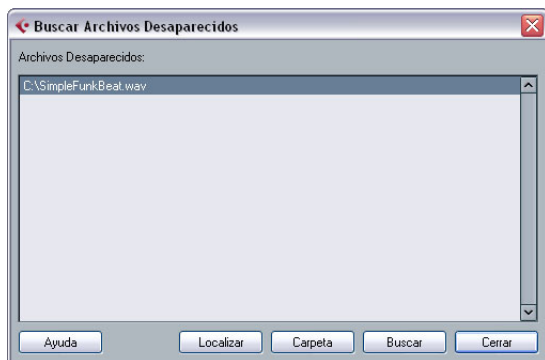 Buscar Archivos Desaparecidos
Archivos Desaparecidos:
C:\SimpleFunkBeat.wav
Ayuda Localizar Carpeta Buscar Cerrar